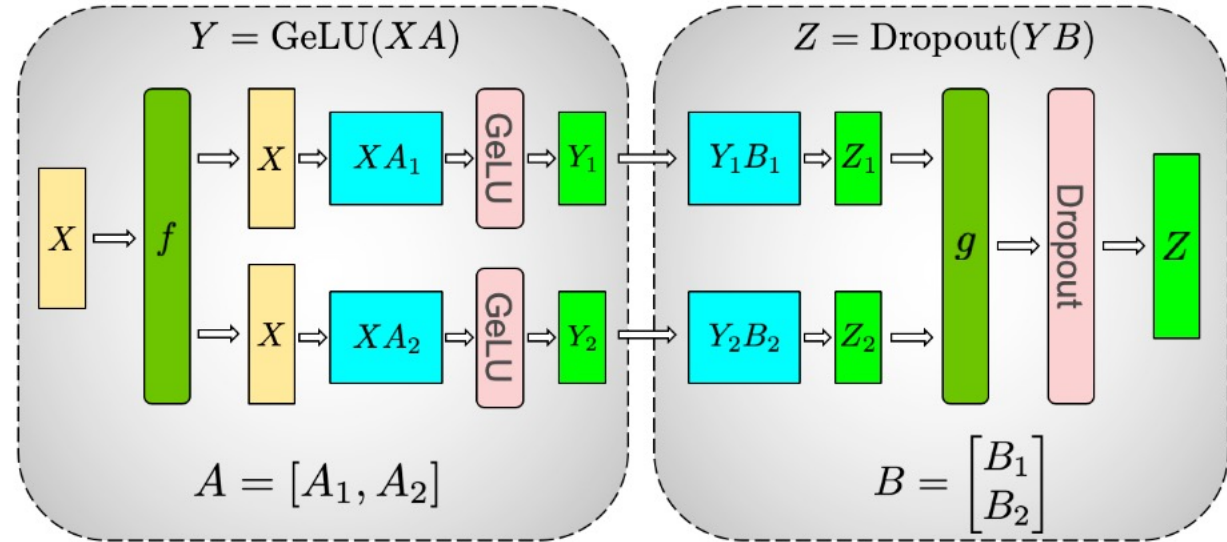 Y = GeLU(XA)
X
f
X
XA₁
GeLU
Y₁
X
XA₂
GeLU
Y₂
A = [A₁, A₂]
Z = Dropout(YB)
Y₁B₁
Z₁
Y₂B₂
Z₂
g
Dropout
Z
B = [B₁
B₂]